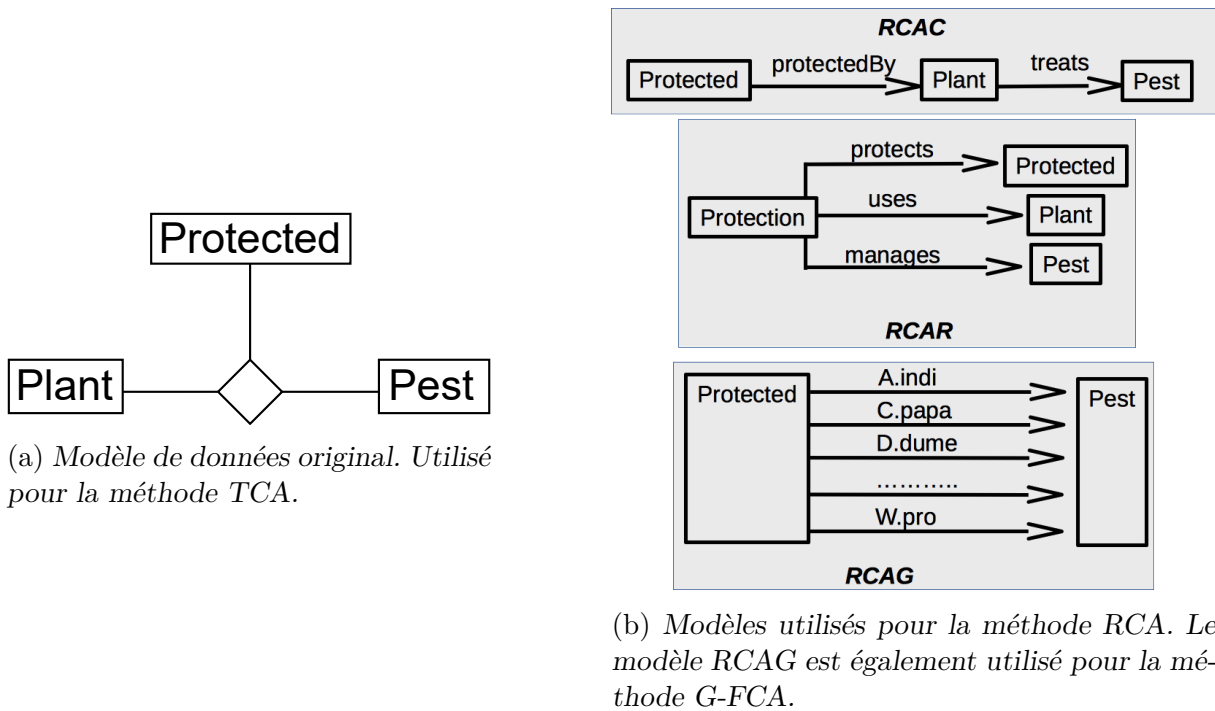 Protected
Plant
Pest
(a) Modèle de données original. Utilisé
pour la méthode TCA.
RCAC
Protected
protectedBy
Plant
treats
Pest
protects
Protected
Protection
uses
Plant
manages
Pest
RCAR
Protected
A.indi
Pest
C.papa
D.dume
...........
W.pro
RCAG
(b) Modèles utilisés pour la méthode RCA. Le
modèle RCAG est également utilisé pour la mé-
thode G-FCA.